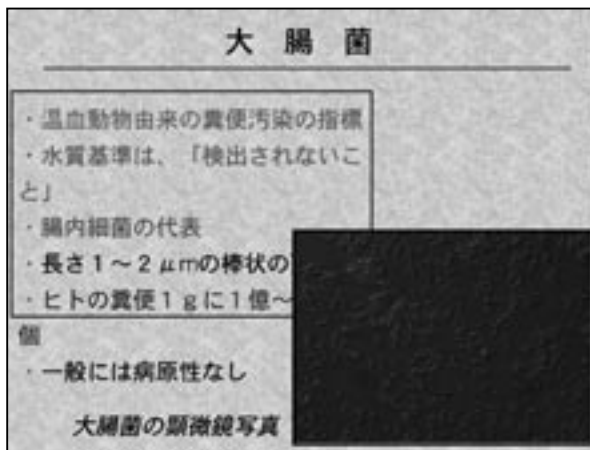 大腸菌
・温血動物由来の糞便汚染の指標
・水質基準は、「検出されないこ
と」
・腸内細菌の代表
・長さ１～２μmの棒状の
・ヒトの糞便１ｇに１億～
個
・一般には病原性なし
大腸菌の顕微鏡写真